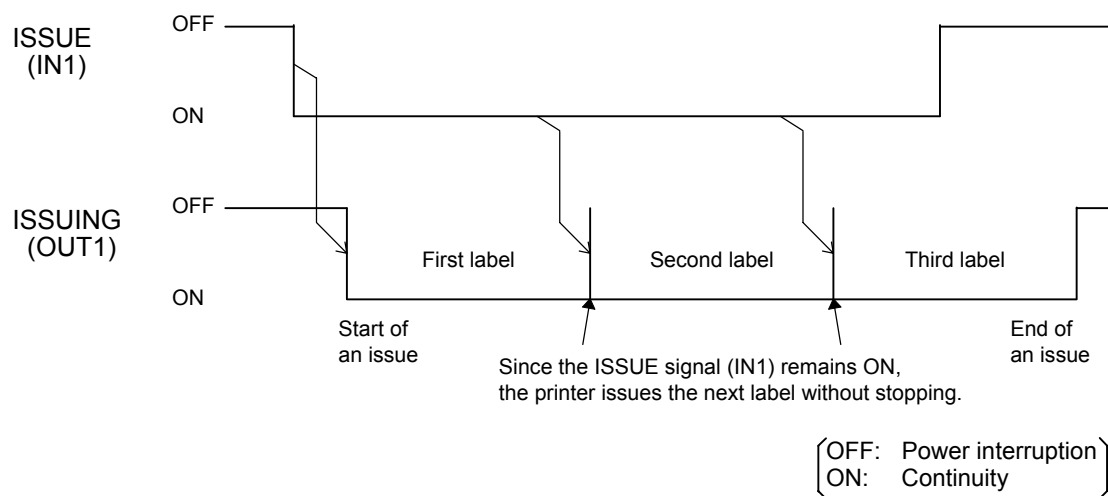 ISSUE
(IN1)
OFF
ON
ISSUING
(OUT1)
OFF
ON
First label
Second label
Third label
Start of
an issue
End of
an issue
Since the ISSUE signal (IN1) remains ON,
the printer issues the next label without stopping.
OFF: Power interruption
ON: Continuity